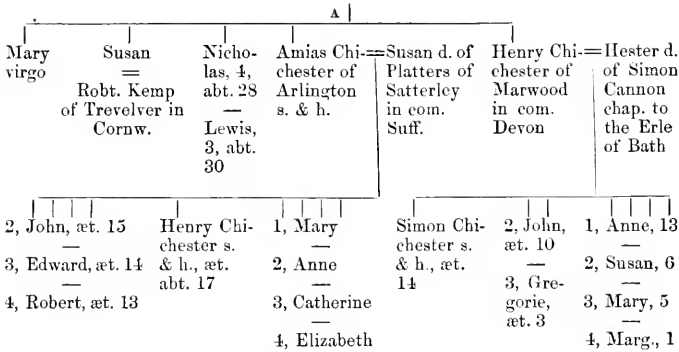 A
Mary
virgo
Susan
=
Robt. Kemp
of Trevelver in
Cornw.
Nicho-
las, 4,
abt. 28
—
Lewis,
3, abt.
30
Amias Chi-
chester of
Arlington
s. & h.
=
Susan d. of
Platters of
Satterley
in com.
Suff.
Henry Chi-
chester of
Marwood
in com.
Devon
=
Hester d.
of Simon
Cannon
chap. to
the Erle
of Bath
2, John, æt. 15
—
3, Edward, æt. 14
—
4, Robert, æt. 13
Henry Chi-
chester s.
& h., æt.
abt. 17
1, Mary
—
2, Anne
—
3, Catherine
—
4, Elizabeth
Simon Chi-
chester s.
& h., æt.
14
2, John,
æt. 10
—
3, Gre-
gorie,
æt. 3
1, Anne, 13
—
2, Susan, 6
—
3, Mary, 5
—
4, Marg., 1